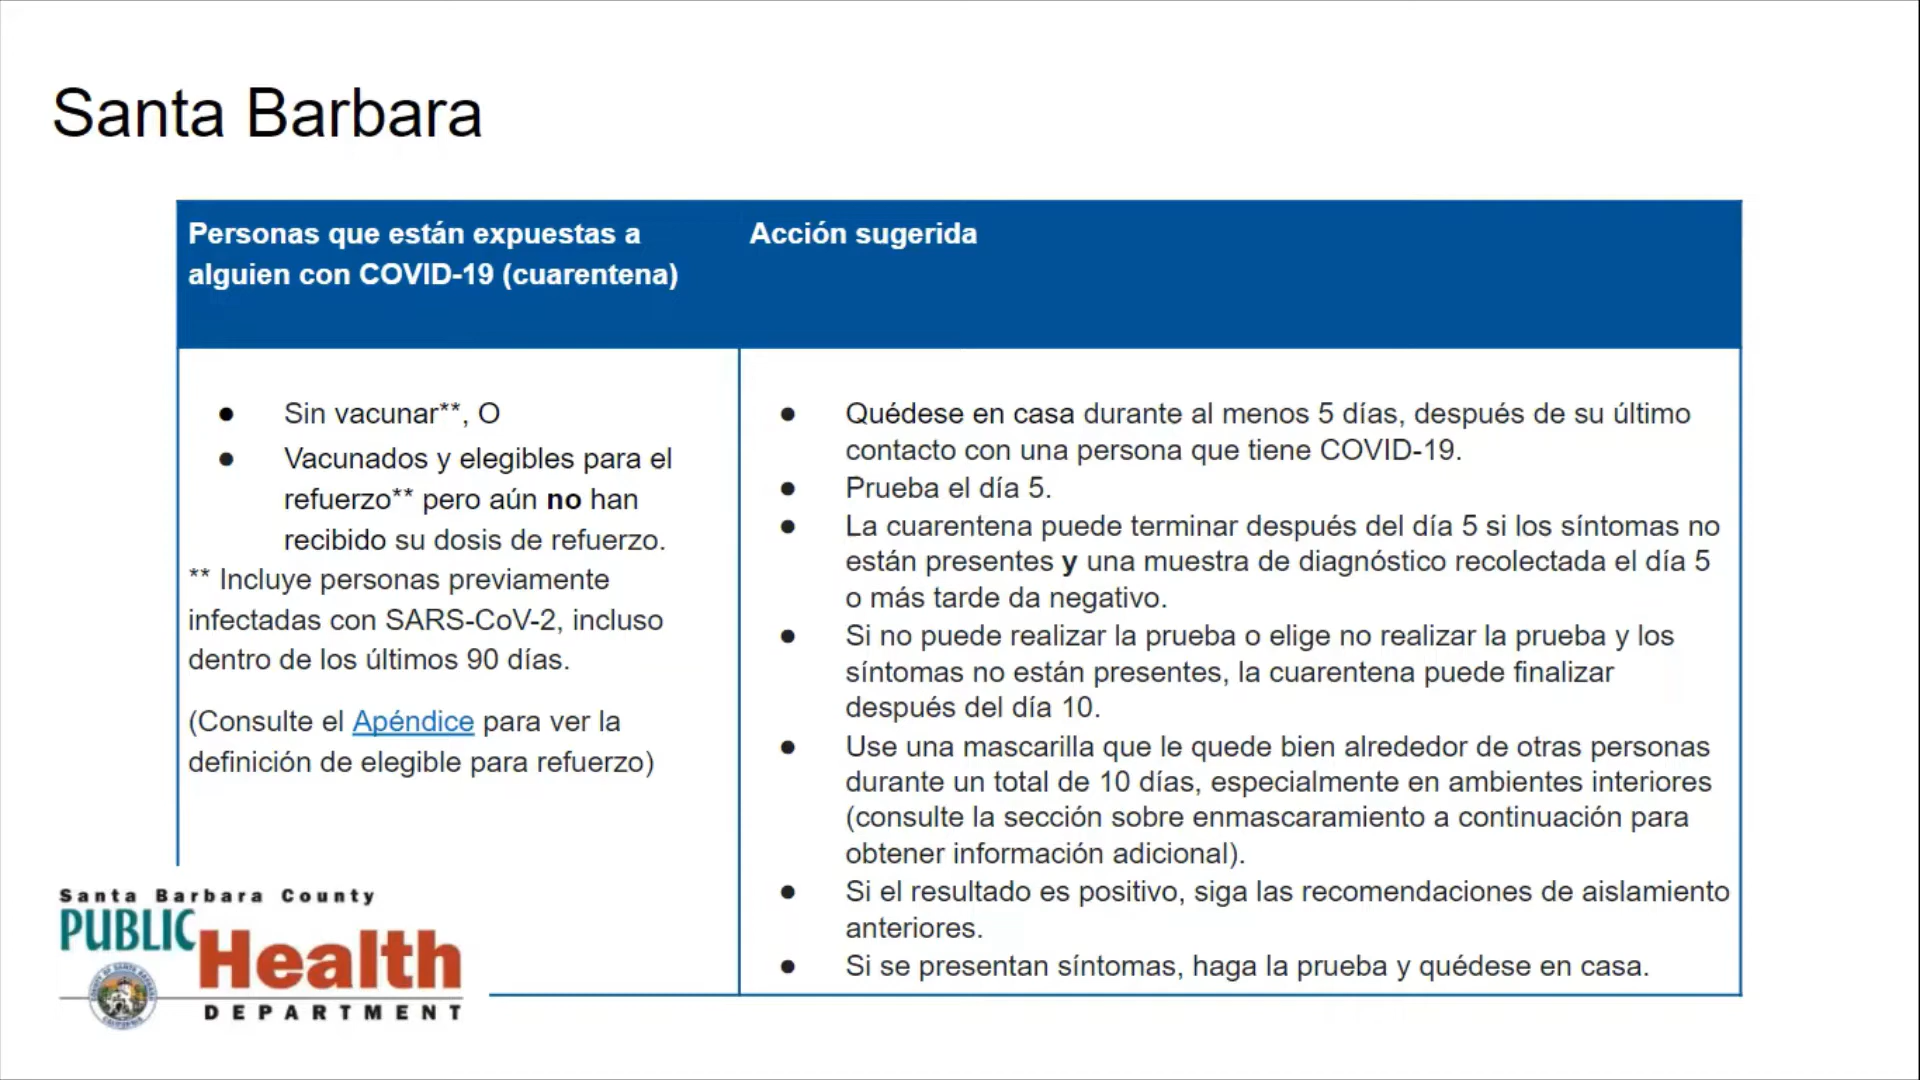 Santa Barbara
Personas que están expuestas a
alguien con COVID-19 (cuarentena)
Acción sugerida
● Sin vacunar**, O
● Vacunados y elegibles para el
refuerzo** pero aún no han
recibido su dosis de refuerzo.
** Incluye personas previamente
infectadas con SARS-CoV-2, incluso
dentro de los últimos 90 días.
(Consulte el Apéndice para ver la
definición de elegible para refuerzo)
● Quédese en casa durante al menos 5 días, después de su último
contacto con una persona que tiene COVID-19.
● Prueba el día 5.
● La cuarentena puede terminar después del día 5 si los síntomas no
están presentes y una muestra de diagnóstico recolectada el día 5
o más tarde da negativo.
● Si no puede realizar la prueba o elige no realizar la prueba y los
síntomas no están presentes, la cuarentena puede finalizar
después del día 10.
● Use una mascarilla que le quede bien alrededor de otras personas
durante un total de 10 días, especialmente en ambientes interiores
(consulte la sección sobre enmascaramiento a continuación para
obtener información adicional).
● Si el resultado es positivo, siga las recomendaciones de aislamiento
anteriores.
● Si se presentan síntomas, haga la prueba y quédese en casa.
Santa Barbara County
PUBLIC
Health
DEPARTMENT